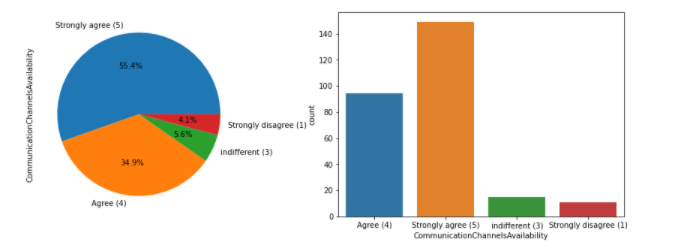 Strongly agree (5)
55.4%
CommunicationChannelsAvailability
4.1%
Strongly disagree (1)
5.6%
indifferent (3)
34.9%
Agree (4)
140
120
100
80
60
40
20
0
count
Agree (4) Strongly agree (5) indifferent (3) Strongly disagree (1)
CommunicationChannelsAvailability